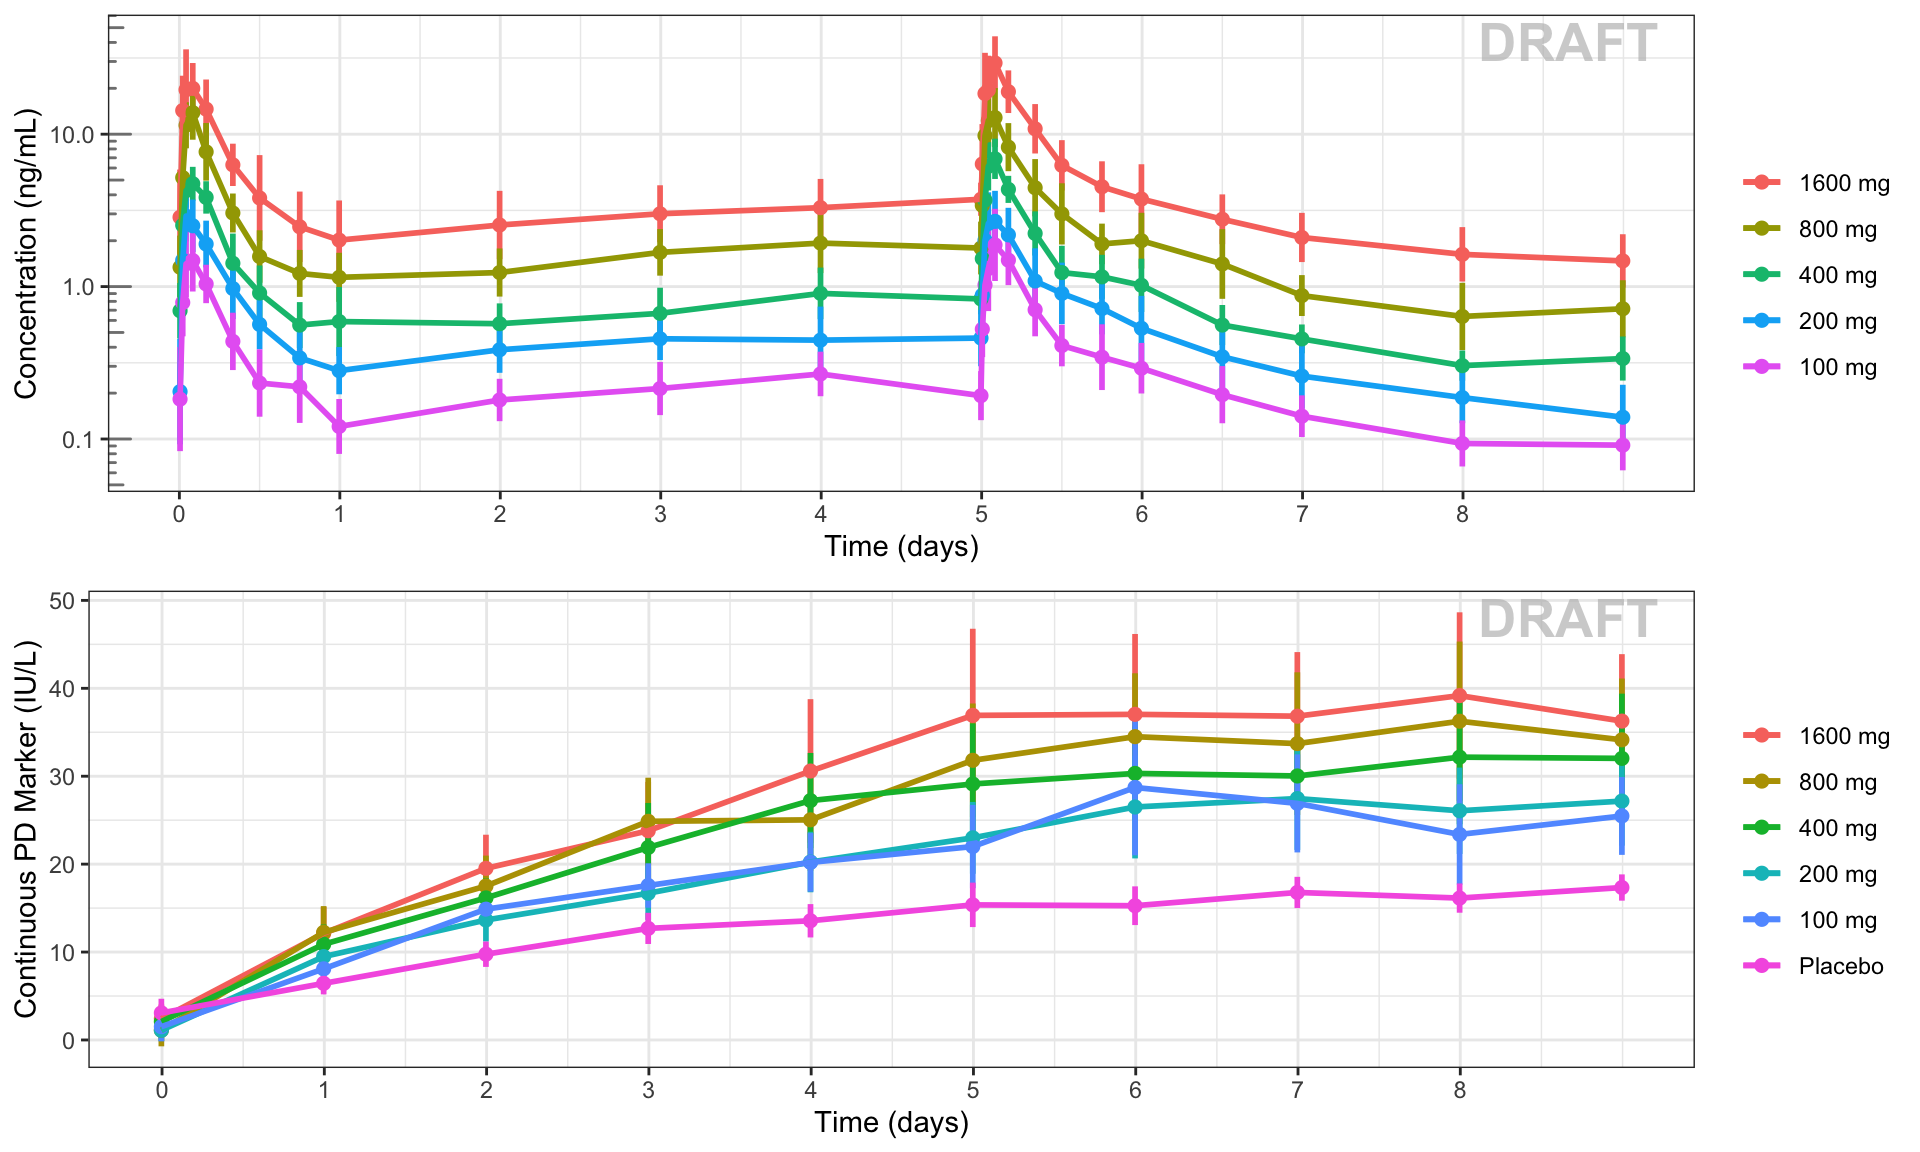 DRAFT
Concentration (ng/mL)
10.0
1.0
0.1
0 1 2 3 4 5 6 7 8
Time (days)
1600 mg
800 mg
400 mg
200 mg
100 mg
DRAFT
Continuous PD Marker (IU/L)
50
40
30
20
10
0
0 1 2 3 4 5 6 7 8
Time (days)
1600 mg
800 mg
400 mg
200 mg
100 mg
Placebo